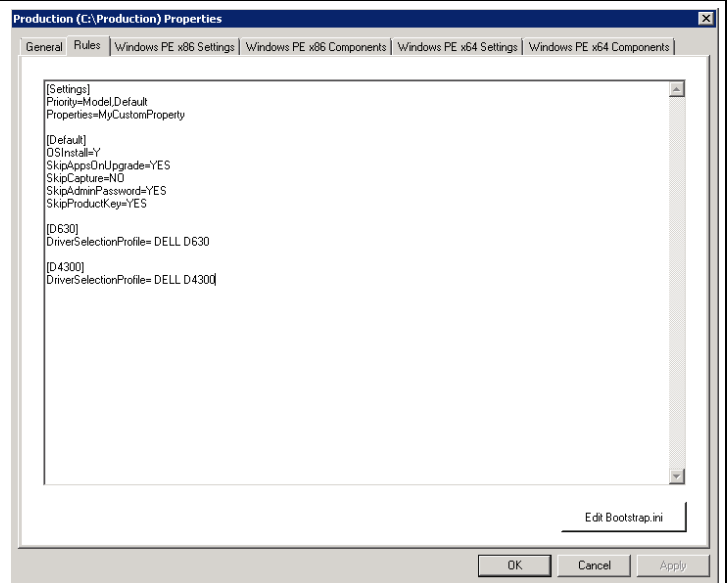 Production (C:\Production) Properties
General Rules Windows PE x86 Settings Windows PE x86 Components Windows PE x64 Settings Windows PE x64 Components
[Settings]
Priority=Model,Default
Properties=MyCustomProperty
[Default]
OSInstall=Y
SkipAppsOnUpgrade=YES
SkipCapture=NO
SkipAdminPassword=YES
SkipProductKey=YES
[D630]
DriverSelectionProfile= DELL D630
[D4300]
DriverSelectionProfile= DELL D4300
Edit Bootstrap.ini
OK Cancel Apply